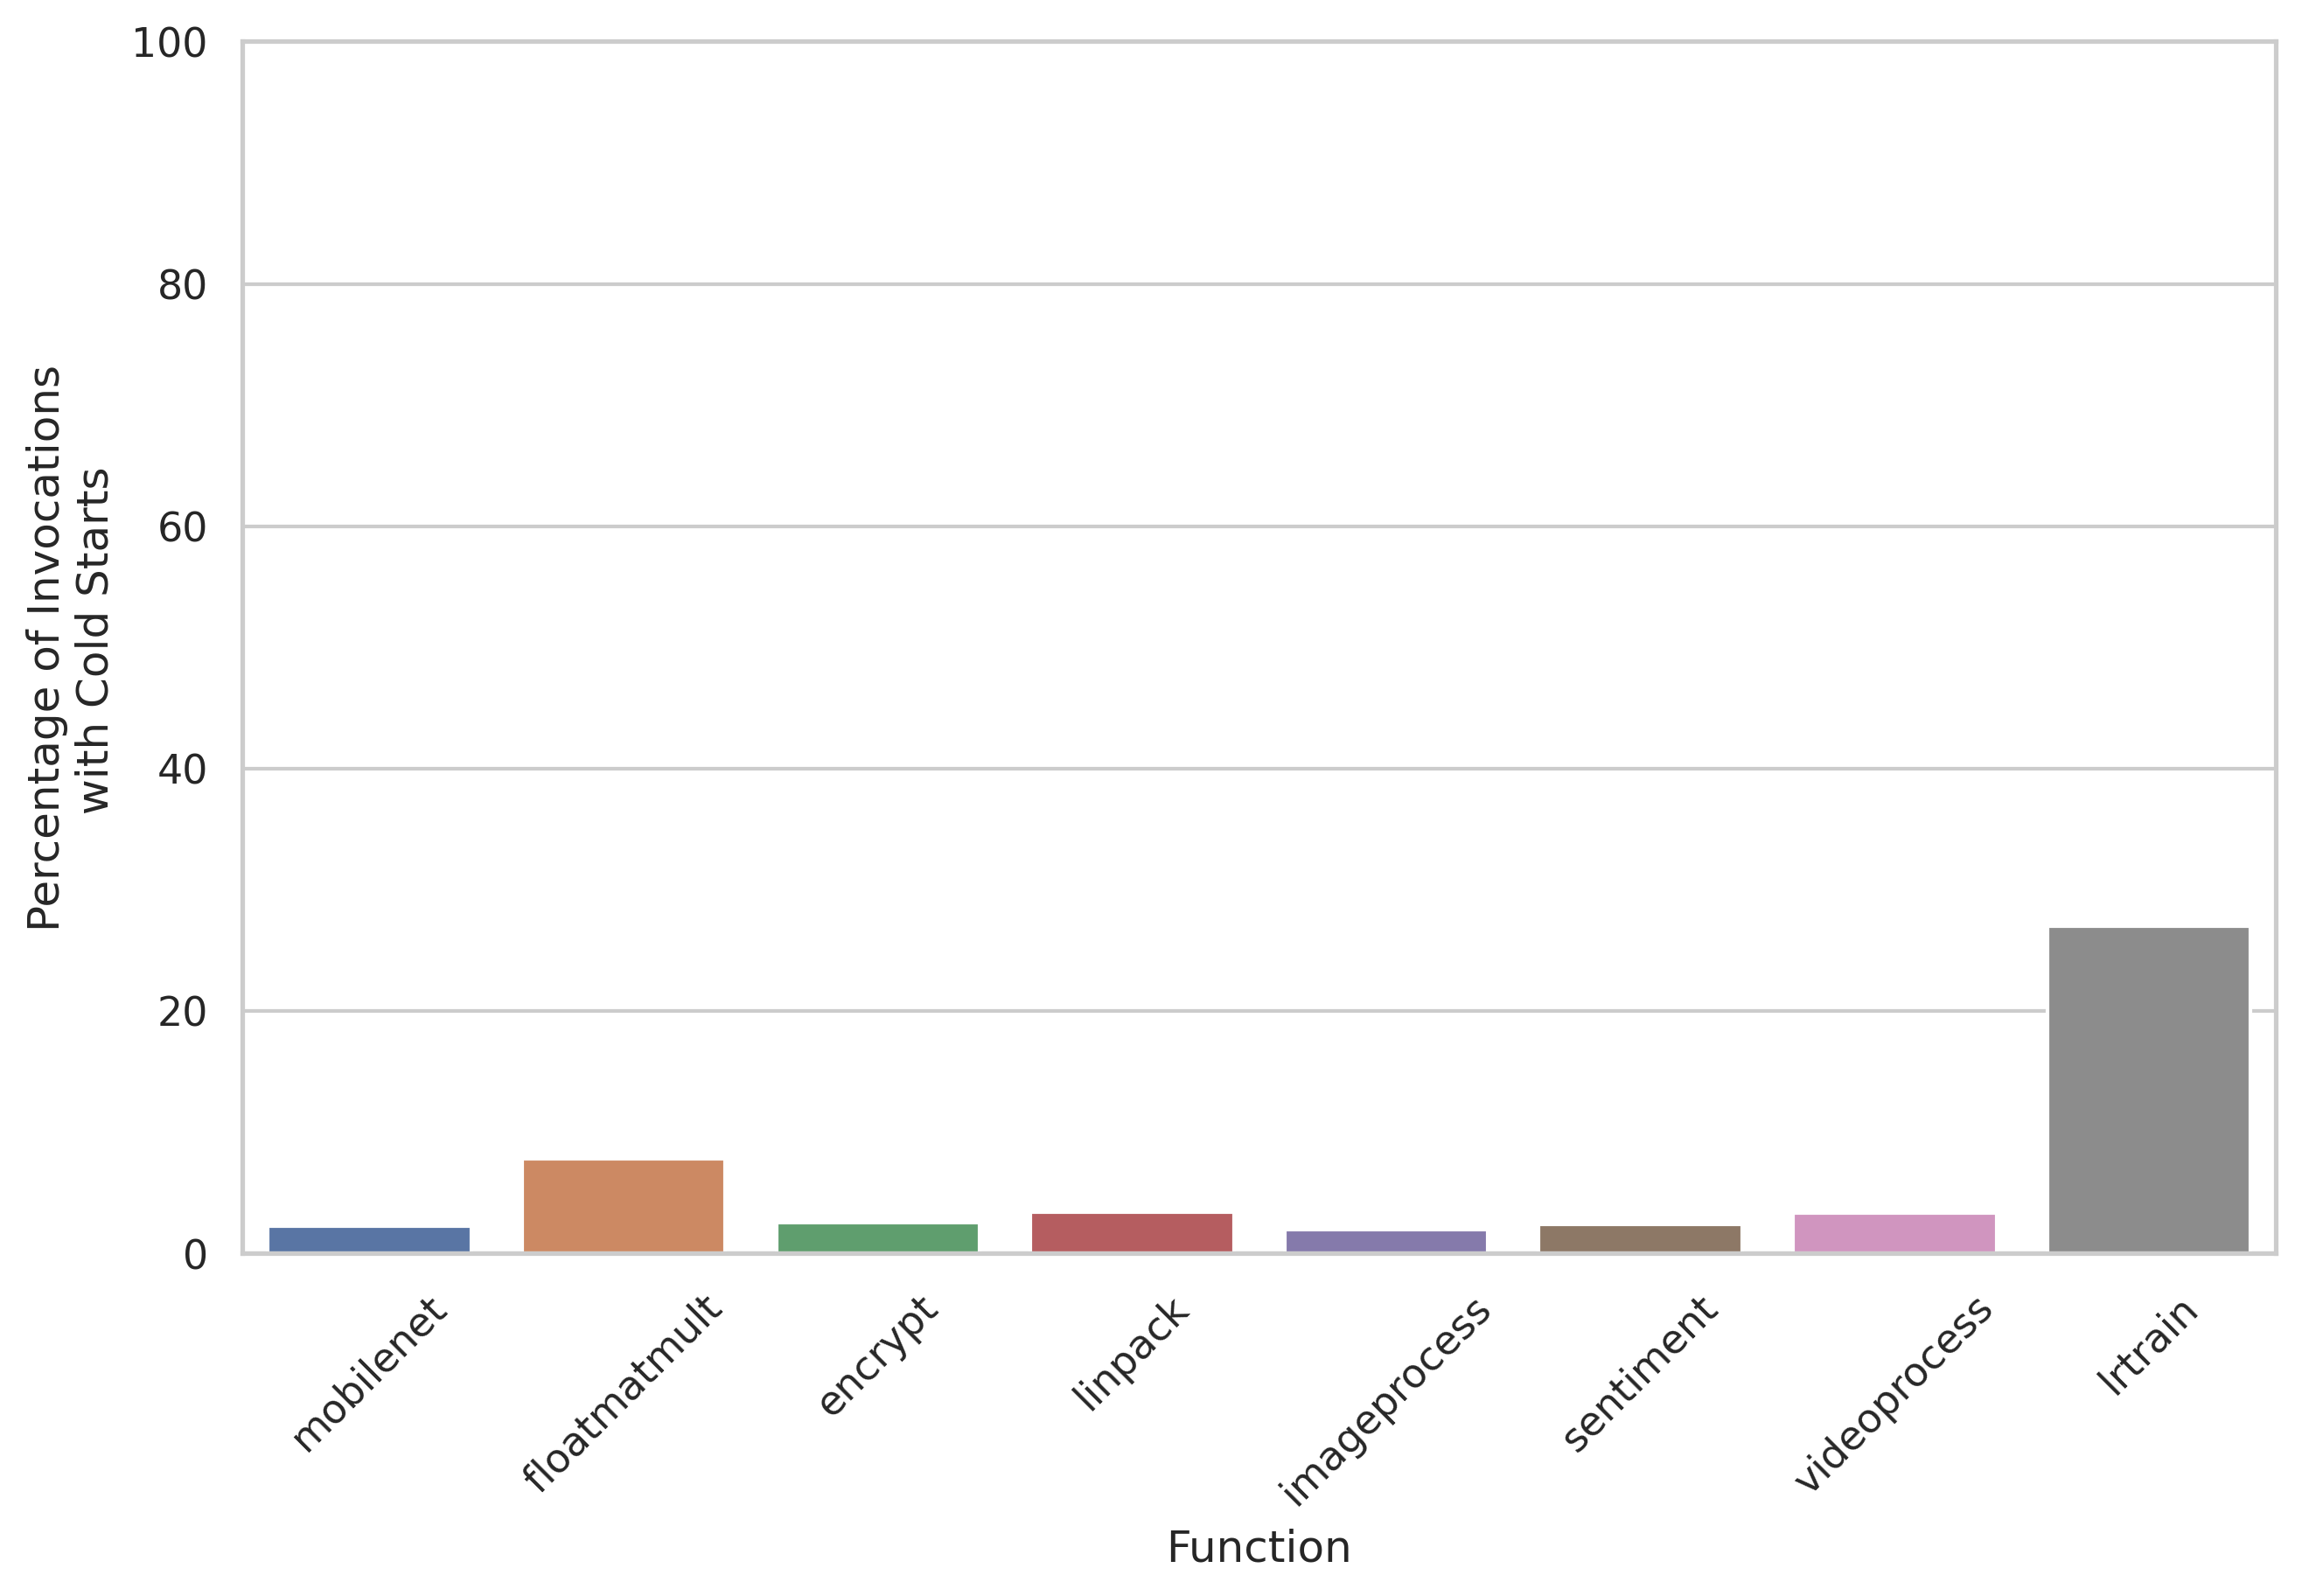 Percentage of Invocations
with Cold Starts
100
80
60
40
20
0
mobilenet
floatmatmult
encrypt
linpack
imageprocess
sentiment
videoprocess
lrtrain
Function